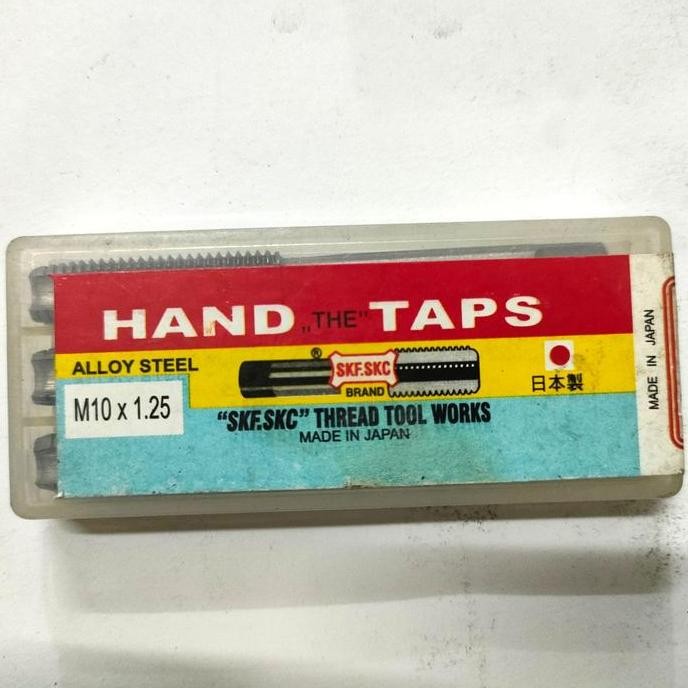 HAND „THE" TAPS
ALLOY STEEL
®
SKF.SKC
BRAND
日本製
M10 x 1.25
"SKF.SKC" THREAD TOOL WORKS
MADE IN JAPAN
MADE IN JAPAN